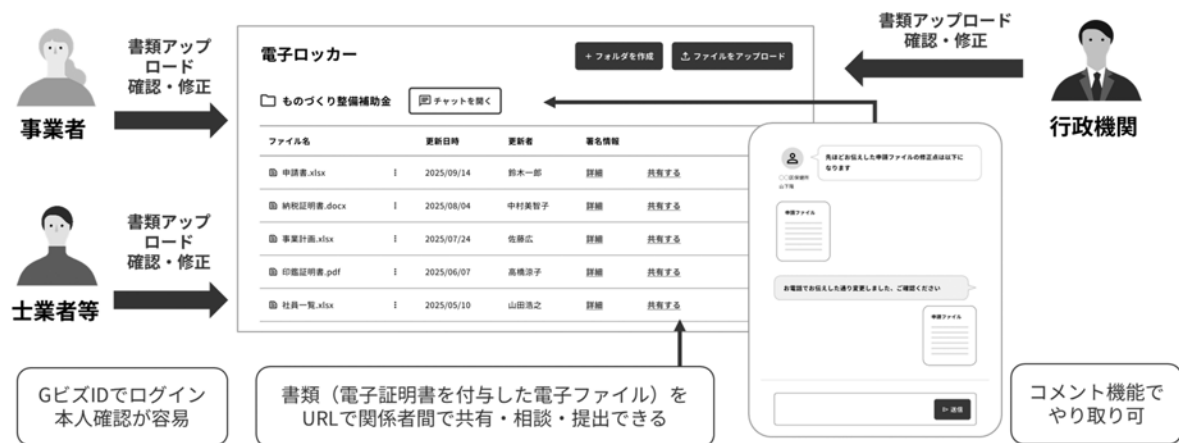 書類アップ
ロード
確認・修正
事業者
書類アップ
ロード
確認・修正
士業者等
電子ロッカー
+ フォルダを作成
ファイルをアップロード
ものづくり整備補助金
チャットを開く
ファイル名 更新日時 更新者 署名情報
申請書.xlsx 2025/09/14 鈴木一郎 詳細 共有する
納税証明書.docx 2025/08/04 中村美智子 詳細 共有する
事業計画.xlsx 2025/07/24 佐藤広 詳細 共有する
印鑑証明書.pdf 2025/06/07 高橋涼子 詳細 共有する
社員一覧.xlsx 2025/05/10 山田浩之 詳細 共有する
書類アップロード
確認・修正
行政機関
先ほどお伝えした申請ファイルの修正点は以下に
なります
申請ファイル
お電話でお伝えした通り変更しました、ご確認ください
申請ファイル
送信
GビズIDでログイン
本人確認が容易
書類（電子証明書を付与した電子ファイル）を
URLで関係者間で共有・相談・提出できる
コメント機能で
やり取り可